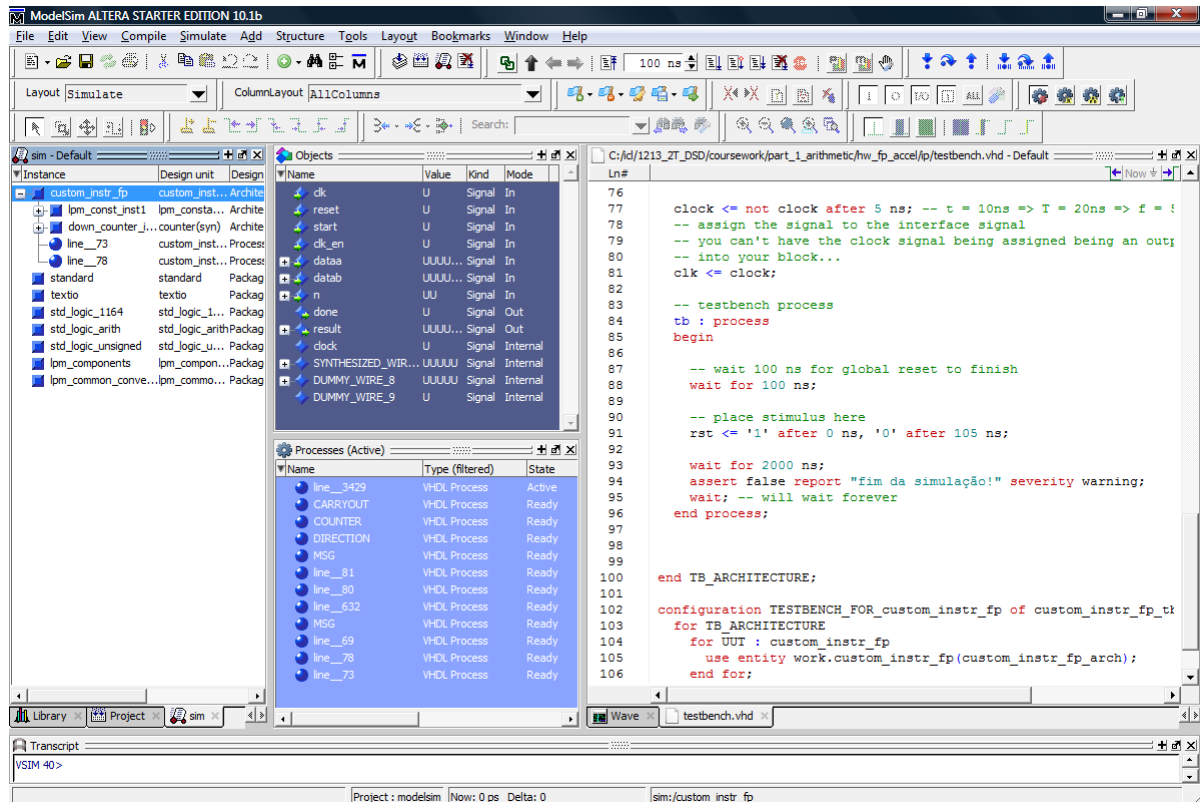 ModelSim ALTERA STARTER EDITION 10.1b
File Edit View Compile Simulate Add Structure Tools Layout Bookmarks Window Help
100 ns
Layout Simulate ColumnLayout AllColumns
ALL
Search:
sim - Default
Instance Design unit Design
custom_instr_fp custom_inst... Archite
lpm_const_inst1 lpm_consta... Archite
down_counter_i... counter(syn) Archite
line__73 custom_inst... Process
line__78 custom_inst... Process
standard standard Packag
textio textio Packag
std_logic_1164 std_logic_1... Packag
std_logic_arith std_logic_arith Packag
std_logic_unsigned std_logic_u... Packag
lpm_components lpm_compon... Packag
lpm_common_conve... lpm_commo... Packag
Library Project sim
Objects
Name Value Kind Mode
clk U Signal In
reset U Signal In
start U Signal In
clk_en U Signal In
dataa UUUU... Signal In
datab UUUU... Signal In
n UU Signal In
done U Signal Out
result UUUU... Signal Out
clock U Signal Internal
SYNTHESIZED_WIR... UUUUU Signal Internal
DUMMY_WIRE_8 UUUUU Signal Internal
DUMMY_WIRE_9 U Signal Internal
Processes (Active)
Name Type (filtered) State
line__3429 VHDL Process Active
CARRYOUT VHDL Process Ready
COUNTER VHDL Process Ready
DIRECTION VHDL Process Ready
MSG VHDL Process Ready
line__81 VHDL Process Ready
line__80 VHDL Process Ready
line__632 VHDL Process Ready
MSG VHDL Process Ready
line__69 VHDL Process Ready
line__78 VHDL Process Ready
line__73 VHDL Process Ready
C:/id/1213_2T_DSD/coursework/part_1_arithmetic/hw_fp_accel/ip/testbench.vhd - Default
Ln# Now
76
77 clock <= not clock after 5 ns; -- t = 10ns => T = 20ns => f =
78 -- assign the signal to the interface signal
79 -- you can't have the clock signal being assigned being an outp
80 -- into your block...
81 clk <= clock;
82
83 -- testbench process
84 tb : process
85 begin
86
87 -- wait 100 ns for global reset to finish
88 wait for 100 ns;
89
90 -- place stimulus here
91 rst <= '1' after 0 ns, '0' after 105 ns;
92
93 wait for 2000 ns;
94 assert false report "fim da simulação!" severity warning;
95 wait; -- will wait forever
96 end process;
97
98
99
100 end TB_ARCHITECTURE;
101
102 configuration TESTBENCH_FOR_custom_instr_fp of custom_instr_fp_tb
103 for TB_ARCHITECTURE
104 for UUT : custom_instr_fp
105 use entity work.custom_instr_fp(custom_instr_fp_arch);
106 end for;
Wave testbench.vhd
Transcript
VSIM 40>
Project : modelsim Now: 0 ps Delta: 0 sim:/custom_instr_fp